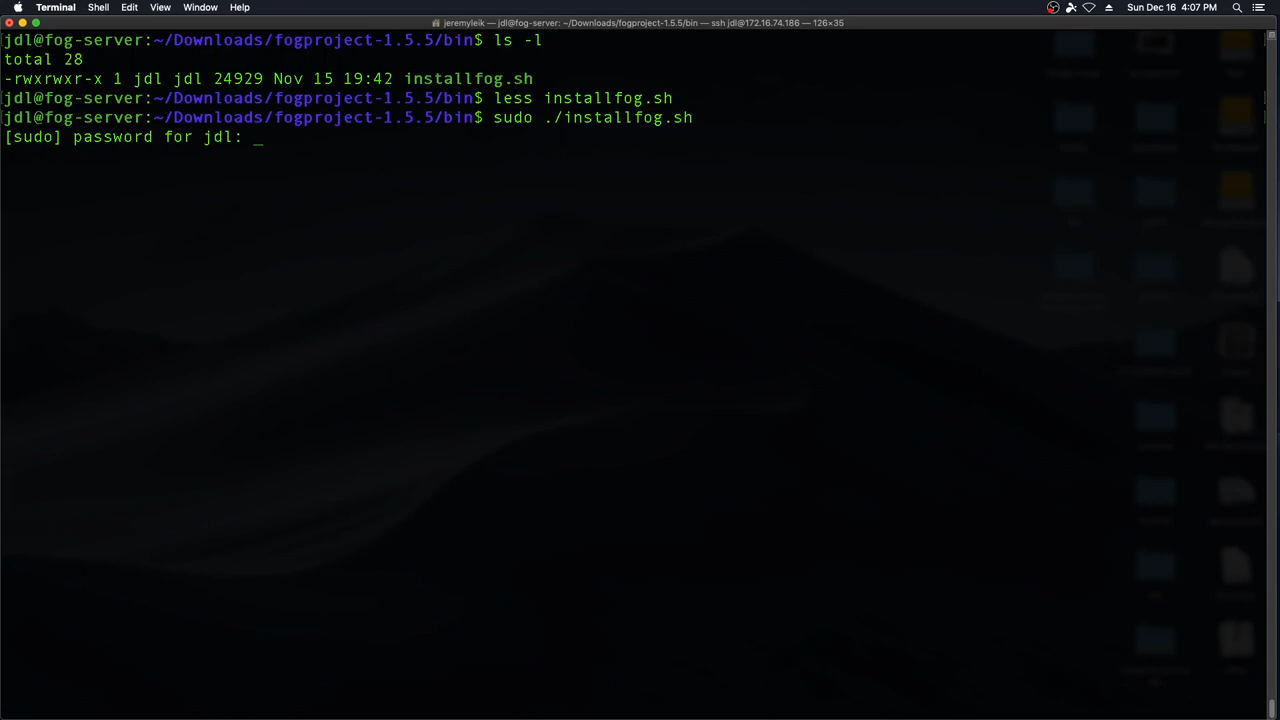 Terminal Shell Edit View Window Help Sun Dec 16 4:07 PM
jeremyleik — jdl@fog-server: ~/Downloads/fogproject-1.5.5/bin — ssh jdl@172.16.74.186 — 126×35
[jdl@fog-server:~/Downloads/fogproject-1.5.5/bin$ ls -l ]
total 28
-rwxrwxr-x 1 jdl jdl 24929 Nov 15 19:42 installfog.sh
[jdl@fog-server:~/Downloads/fogproject-1.5.5/bin$ less installfog.sh ]
[jdl@fog-server:~/Downloads/fogproject-1.5.5/bin$ sudo ./installfog.sh ]
[sudo] password for jdl: _